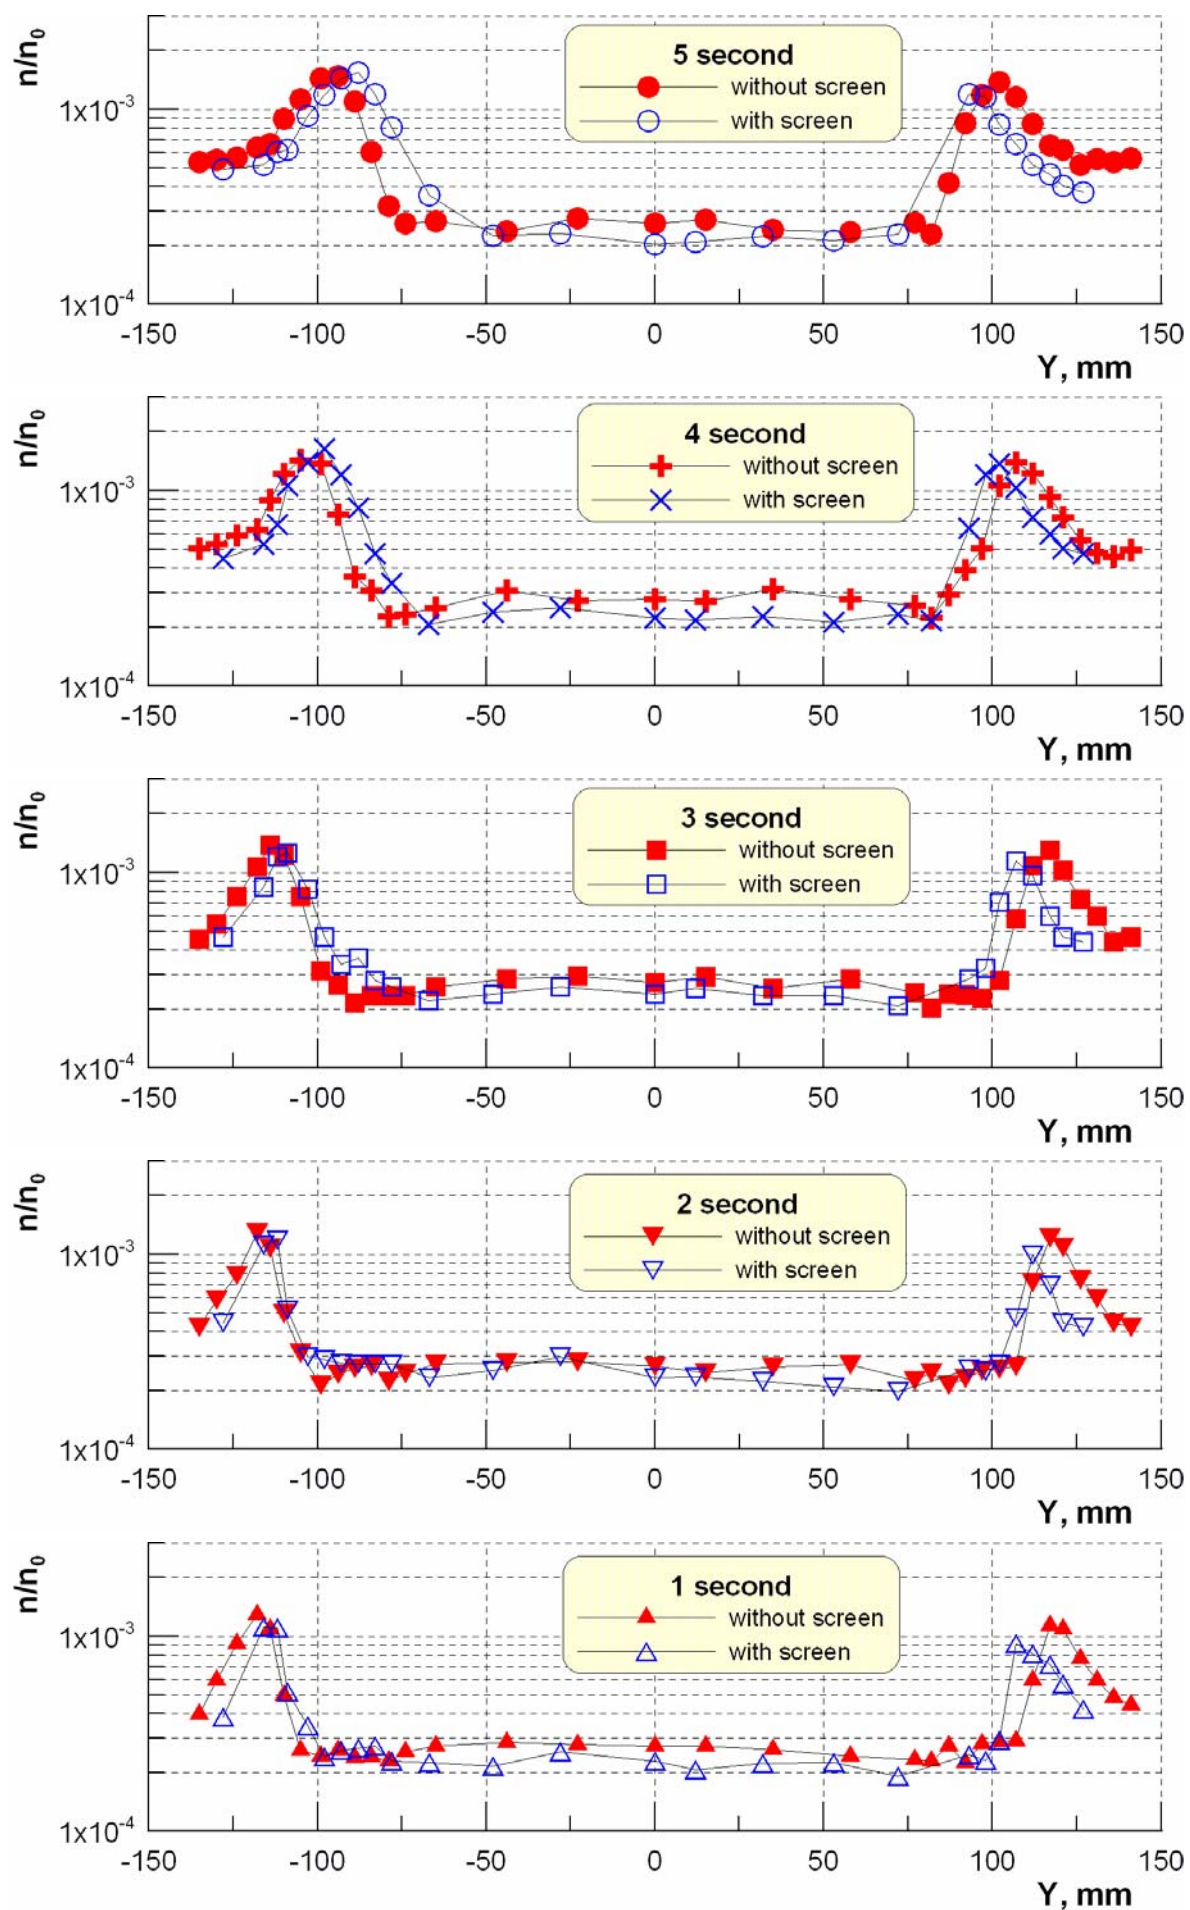 n/n₀
5 second
without screen
with screen
1x10⁻³
1x10⁻⁴
-150 -100 -50 0 50 100 150
Y, mm
n/n₀
4 second
without screen
with screen
1x10⁻³
1x10⁻⁴
-150 -100 -50 0 50 100 150
Y, mm
n/n₀
3 second
without screen
with screen
1x10⁻³
1x10⁻⁴
-150 -100 -50 0 50 100 150
Y, mm
n/n₀
2 second
without screen
with screen
1x10⁻³
1x10⁻⁴
-150 -100 -50 0 50 100 150
Y, mm
n/n₀
1 second
without screen
with screen
1x10⁻³
1x10⁻⁴
-150 -100 -50 0 50 100 150
Y, mm